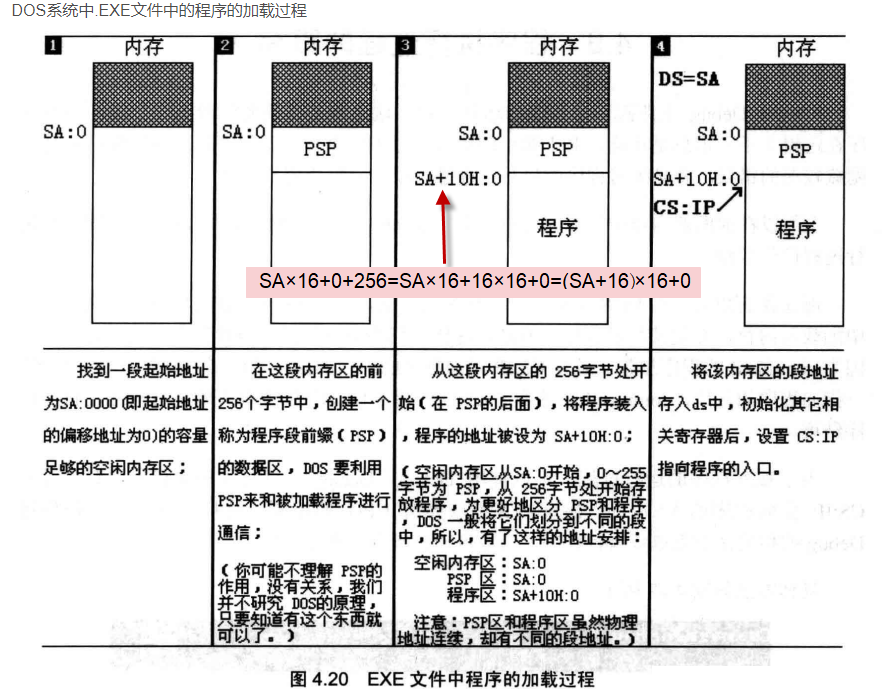 DOS系统中.EXE文件中的程序的加载过程
1 内存
SA:0
2 内存
SA:0
PSP
3 内存
SA:0
PSP
SA+10H:0
程序
4 内存
DS=SA
SA:0
PSP
SA+10H:0
CS:IP
程序
SA×16+0+256=SA×16+16×16+0=(SA+16)×16+0
找到一段起始地址
为SA:0000(即起始地址
的偏移地址为0)的容量
足够的空闲内存区；
在这段内存区的前
256个字节中，创建一个
称为程序段前缀（PSP）
的数据区，DOS 要利用
PSP来和被加载程序进行
通信；
（你可能不理解 PSP的
作用，没有关系，我们
并不研究 DOS的原理，
只要知道有这个东西就
可以了。）
从这段内存区的 256字节处开
始（在 PSP的后面），将程序装入
，程序的地址被设为 SA+10H:0；
（空闲内存区从SA:0开始，0～255
字节为 PSP，从 256字节处开始存
放程序，为更好地区分 PSP和程序
，DOS 一般将它们划分到不同的段
中，所以，有了这样的地址安排：
空闲内存区：SA:0
PSP 区：SA:0
程序区：SA+10H:0
注意：PSP区和程序区虽然物理
地址连续，却有不同的段地址。）
将该内存区的段地址
存入ds中，初始化其它相
关寄存器后，设置 CS:IP
指向程序的入口。
图 4.20 EXE 文件中程序的加载过程